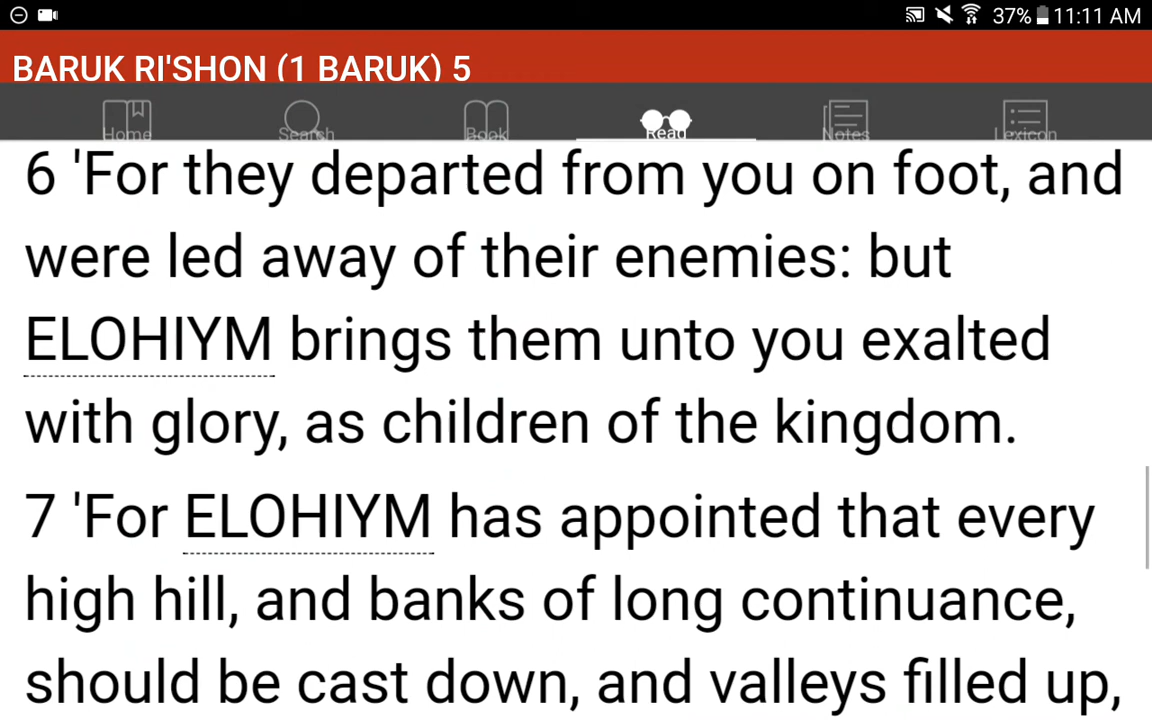 37% 11:11 AM
BARUK RI'SHON (1 BARUK) 5
Home Search Book Read Notes Lexicon
6 'For they departed from you on foot, and
were led away of their enemies: but
ELOHIYM brings them unto you exalted
with glory, as children of the kingdom.
7 'For ELOHIYM has appointed that every
high hill, and banks of long continuance,
should be cast down, and valleys filled up,